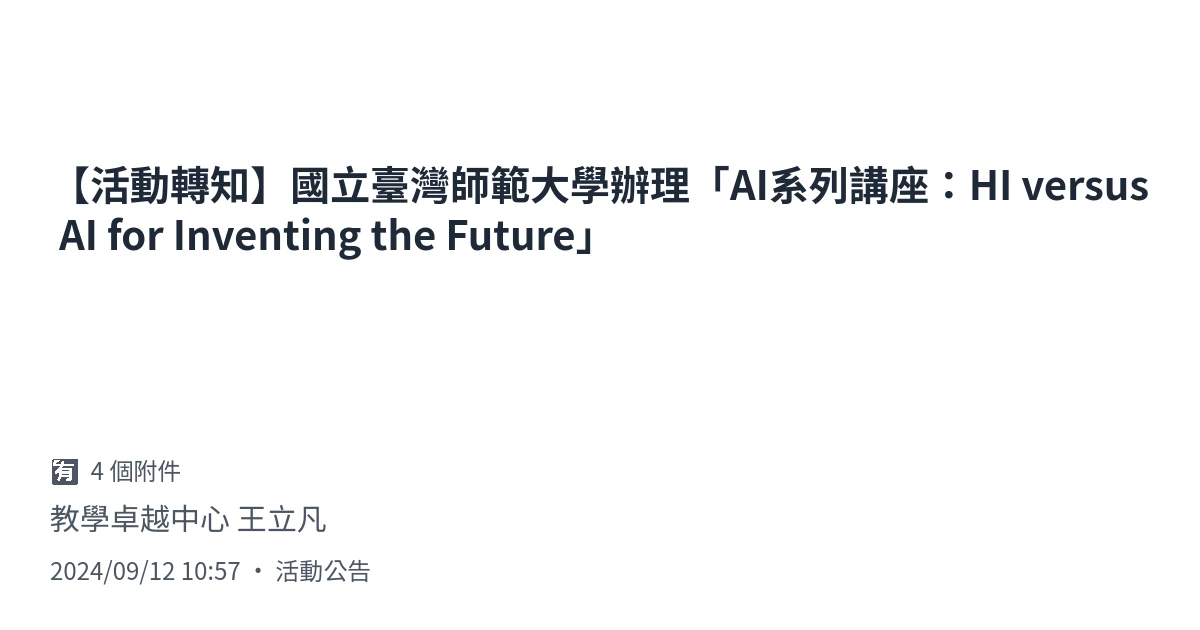 【活動轉知】國立臺灣師範大學辦理「AI系列講座：HI versus
AI for Inventing the Future」
有 4 個附件
教學卓越中心 王立凡
2024/09/12 10:57 • 活動公告